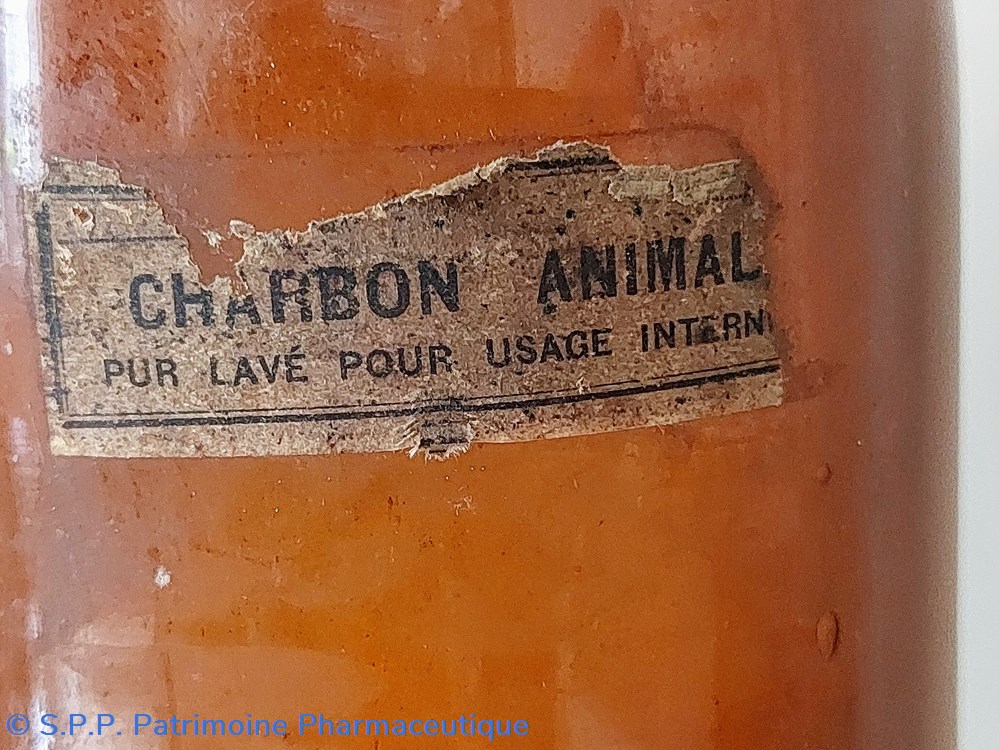 CHARBON ANIMAL
PUR LAVÉ POUR USAGE INTERN
© S.P.P. Patrimoine Pharmaceutique